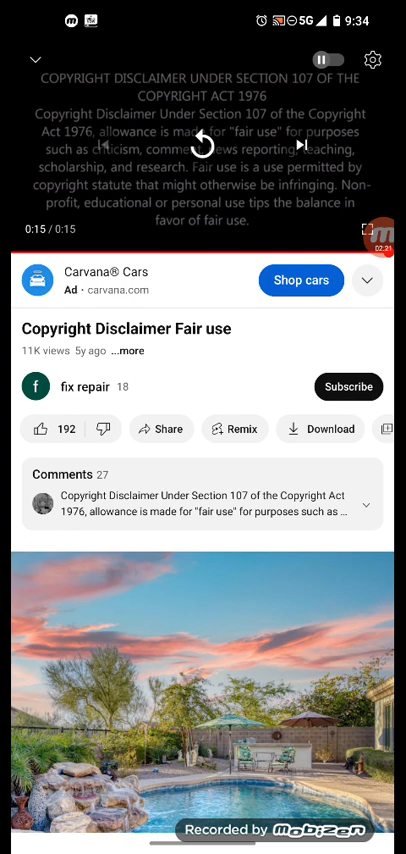 5G 9:34
COPYRIGHT DISCLAIMER UNDER SECTION 107 OF THE
COPYRIGHT ACT 1976
Copyright Disclaimer Under Section 107 of the Copyright
Act 1976, allowance is made for "fair use" for purposes
such as criticism, comment, news reporting, teaching,
scholarship, and research. Fair use is a use permitted by
copyright statute that might otherwise be infringing. Non-
profit, educational or personal use tips the balance in
favor of fair use.
0:15 / 0:15
02:21
Carvana® Cars
Ad · carvana.com
Shop cars
Copyright Disclaimer Fair use
11K views 5y ago ...more
f fix repair 18
Subscribe
192 Share Remix Download
Comments 27
Copyright Disclaimer Under Section 107 of the Copyright Act
1976, allowance is made for "fair use" for purposes such as ...
Recorded by mobizen